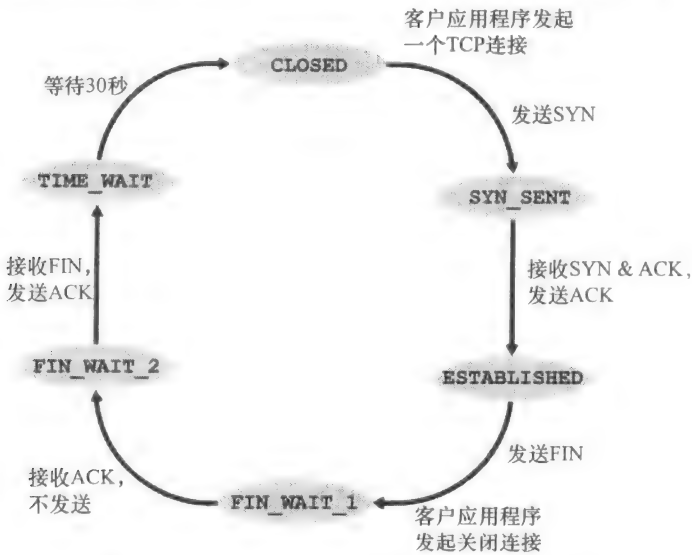 客户应用程序发起
一个TCP连接
CLOSED
等待30秒
发送SYN
TIME_WAIT
SYN_SENT
接收FIN，
发送ACK
接收SYN & ACK，
发送ACK
FIN_WAIT_2
ESTABLISHED
发送FIN
接收ACK，
不发送
FIN_WAIT_1
客户应用程序
发起关闭连接